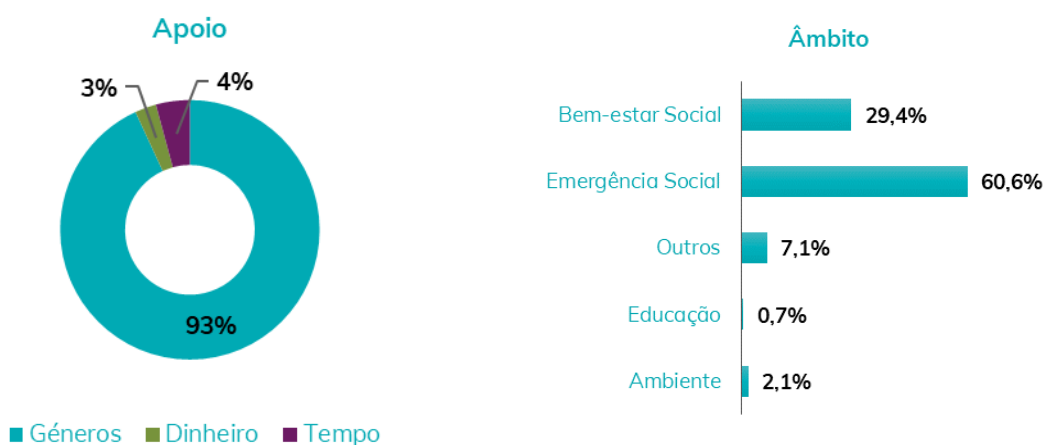 Apoio
3%
4%
93%
Géneros Dinheiro Tempo
Âmbito
Bem-estar Social 29,4%
Emergência Social 60,6%
Outros 7,1%
Educação 0,7%
Ambiente 2,1%